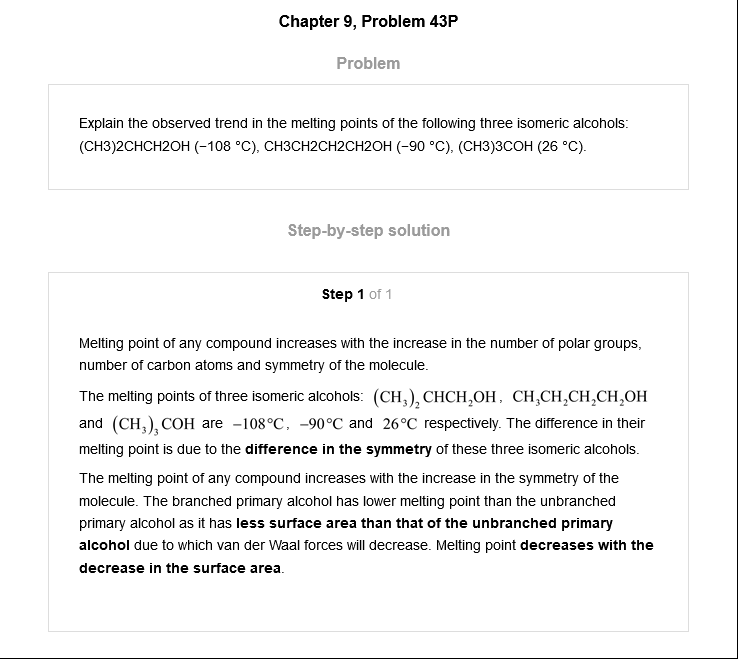 Chapter 9, Problem 43P
Problem
Explain the observed trend in the melting points of the following three isomeric alcohols:
(CH3)2CHCH2OH (−108 °C), CH3CH2CH2CH2OH (−90 °C), (CH3)3COH (26 °C).
Step-by-step solution
Step 1 of 1
Melting point of any compound increases with the increase in the number of polar groups,
number of carbon atoms and symmetry of the molecule.
The melting points of three isomeric alcohols: (CH₃)₂ CHCH₂OH, CH₃CH₂CH₂CH₂OH
and (CH₃)₃ COH are −108°C, −90°C and 26°C respectively. The difference in their
melting point is due to the difference in the symmetry of these three isomeric alcohols.
The melting point of any compound increases with the increase in the symmetry of the
molecule. The branched primary alcohol has lower melting point than the unbranched
primary alcohol as it has less surface area than that of the unbranched primary
alcohol due to which van der Waal forces will decrease. Melting point decreases with the
decrease in the surface area.